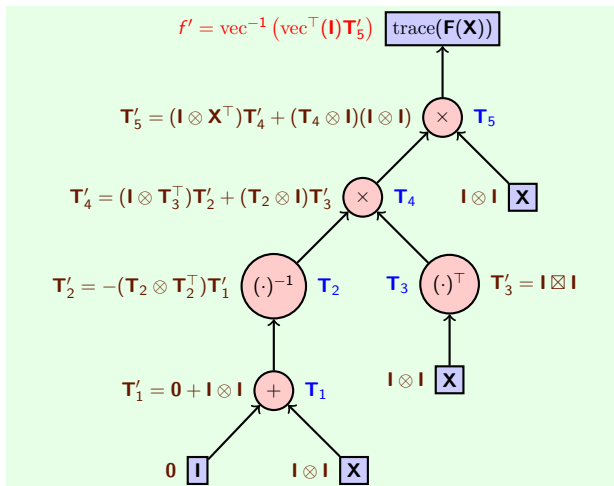 f′ = vec⁻¹ (vec⊤(I)T′₅) trace(F(X))
T′₅ = (I ⊗ X⊤)T′₄ + (T₄ ⊗ I)(I ⊗ I) × T₅
T′₄ = (I ⊗ T₃⊤)T′₂ + (T₂ ⊗ I)T′₃ × T₄ I ⊗ I X
T′₂ = −(T₂ ⊗ T₂⊤)T′₁ (·)⁻¹ T₂ T₃ (·)⊤ T′₃ = I ⊠ I
T′₁ = 0 + I ⊗ I + T₁ I ⊗ I X
0 I I ⊗ I X